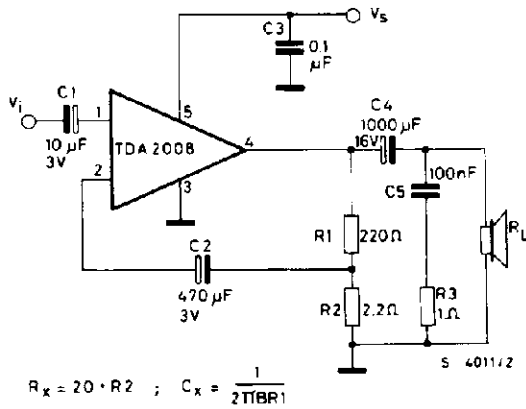 Vs
C3
0.1
µF
Vi
C1
10 µF
3V
1
2
5
4
3
TDA2008
C4
1000 µF
16V
100nF
C5
R1
220Ω
RL
C2
470 µF
3V
R2
2.2Ω
R3
1Ω
S 4011/2
Rx = 20 • R2 ; Cx = 1 / 2πBR1